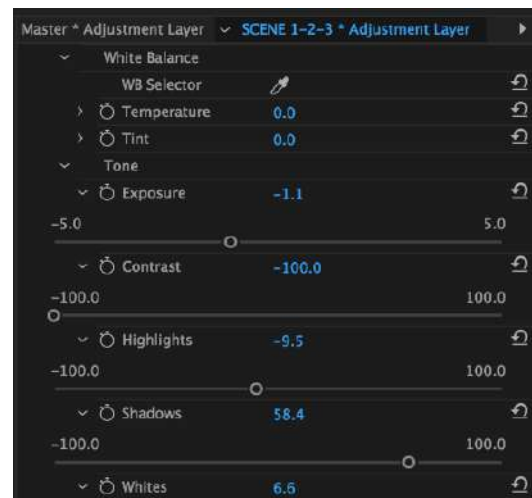 Master * Adjustment Layer SCENE 1-2-3 * Adjustment Layer
White Balance
WB Selector
Temperature 0.0
Tint 0.0
Tone
Exposure -1.1
-5.0 5.0
Contrast -100.0
-100.0 100.0
Highlights -9.5
-100.0 100.0
Shadows 58.4
-100.0 100.0
Whites 6.6